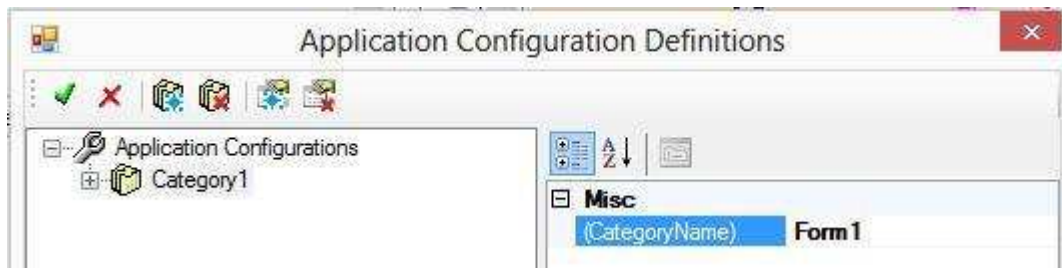 Application Configuration Definitions
Application Configurations
Category1
Misc
(CategoryName) Form1